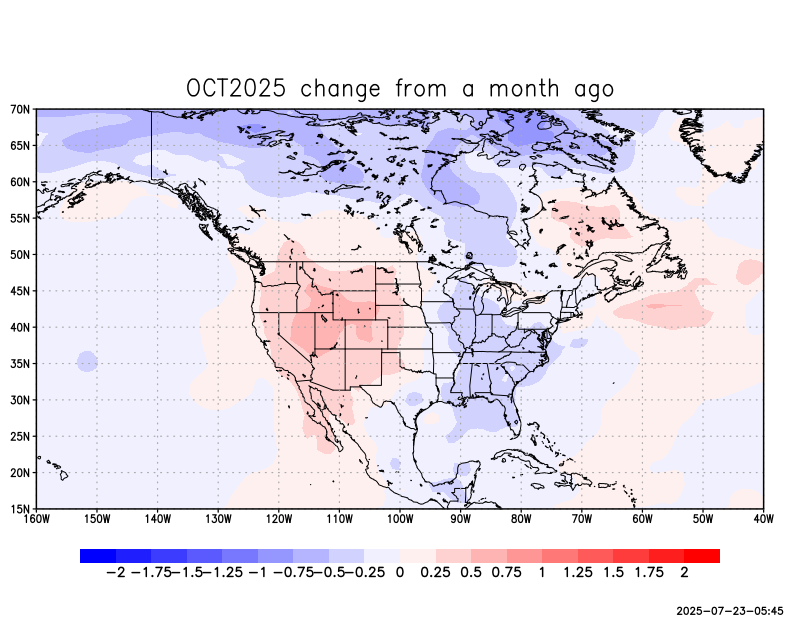 OCT2025 change from a month ago
70N
65N
60N
55N
50N
45N
40N
35N
30N
25N
20N
15N
160W 150W 140W 130W 120W 110W 100W 90W 80W 70W 60W 50W 40W
-2 -1.75 -1.5 -1.25 -1 -0.75 -0.5 -0.25 0 0.25 0.5 0.75 1 1.25 1.5 1.75 2
2025-07-23-05:45